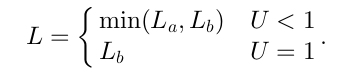 L = { min(L_a, L_b) U < 1
L_b U = 1 .